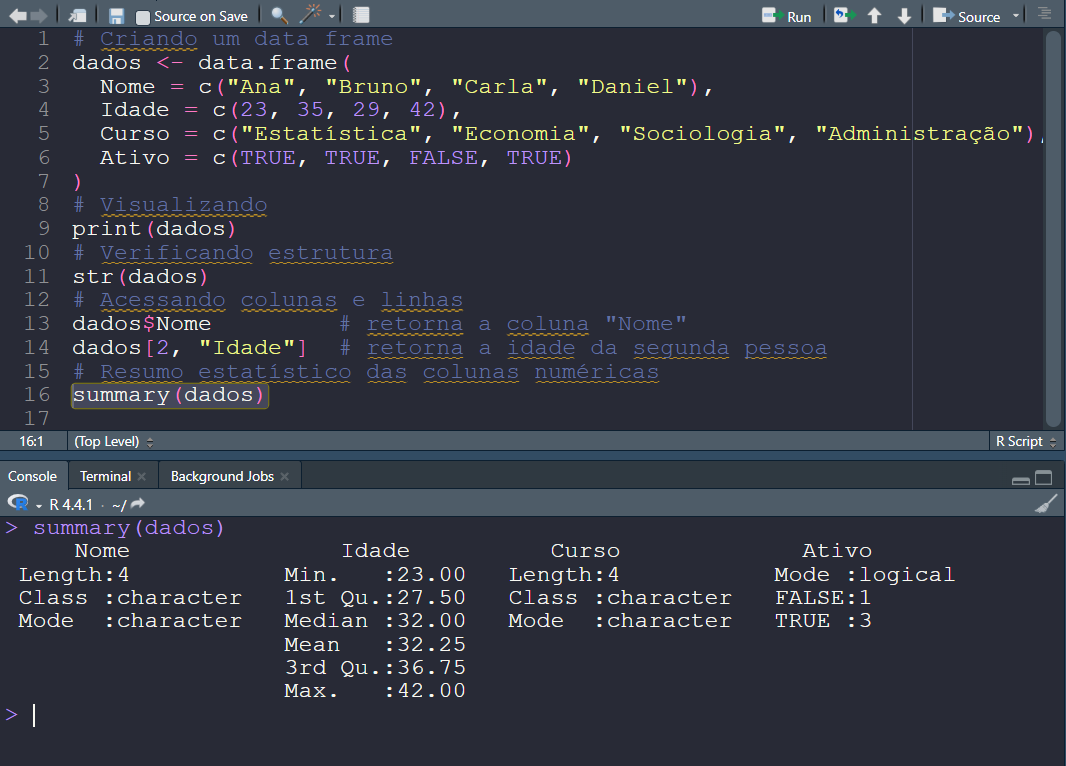 Source on Save Run Source
1 # Criando um data frame
2 dados <- data.frame(
3   Nome = c("Ana", "Bruno", "Carla", "Daniel"),
4   Idade = c(23, 35, 29, 42),
5   Curso = c("Estatística", "Economia", "Sociologia", "Administração"),
6   Ativo = c(TRUE, TRUE, FALSE, TRUE)
7 )
8 # Visualizando
9 print(dados)
10 # Verificando estrutura
11 str(dados)
12 # Acessando colunas e linhas
13 dados$Nome         # retorna a coluna "Nome"
14 dados[2, "Idade"]  # retorna a idade da segunda pessoa
15 # Resumo estatístico das colunas numéricas
16 summary(dados)
17
16:1 (Top Level) R Script
Console Terminal Background Jobs
R R 4.4.1 · ~/
> summary(dados)
    Nome               Idade          Curso             Ativo
 Length:4           Min.   :23.00   Length:4           Mode :logical
 Class :character   1st Qu.:27.50   Class :character   FALSE:1
 Mode  :character   Median :32.00   Mode  :character   TRUE :3
                    Mean   :32.25
                    3rd Qu.:36.75
                    Max.   :42.00
>